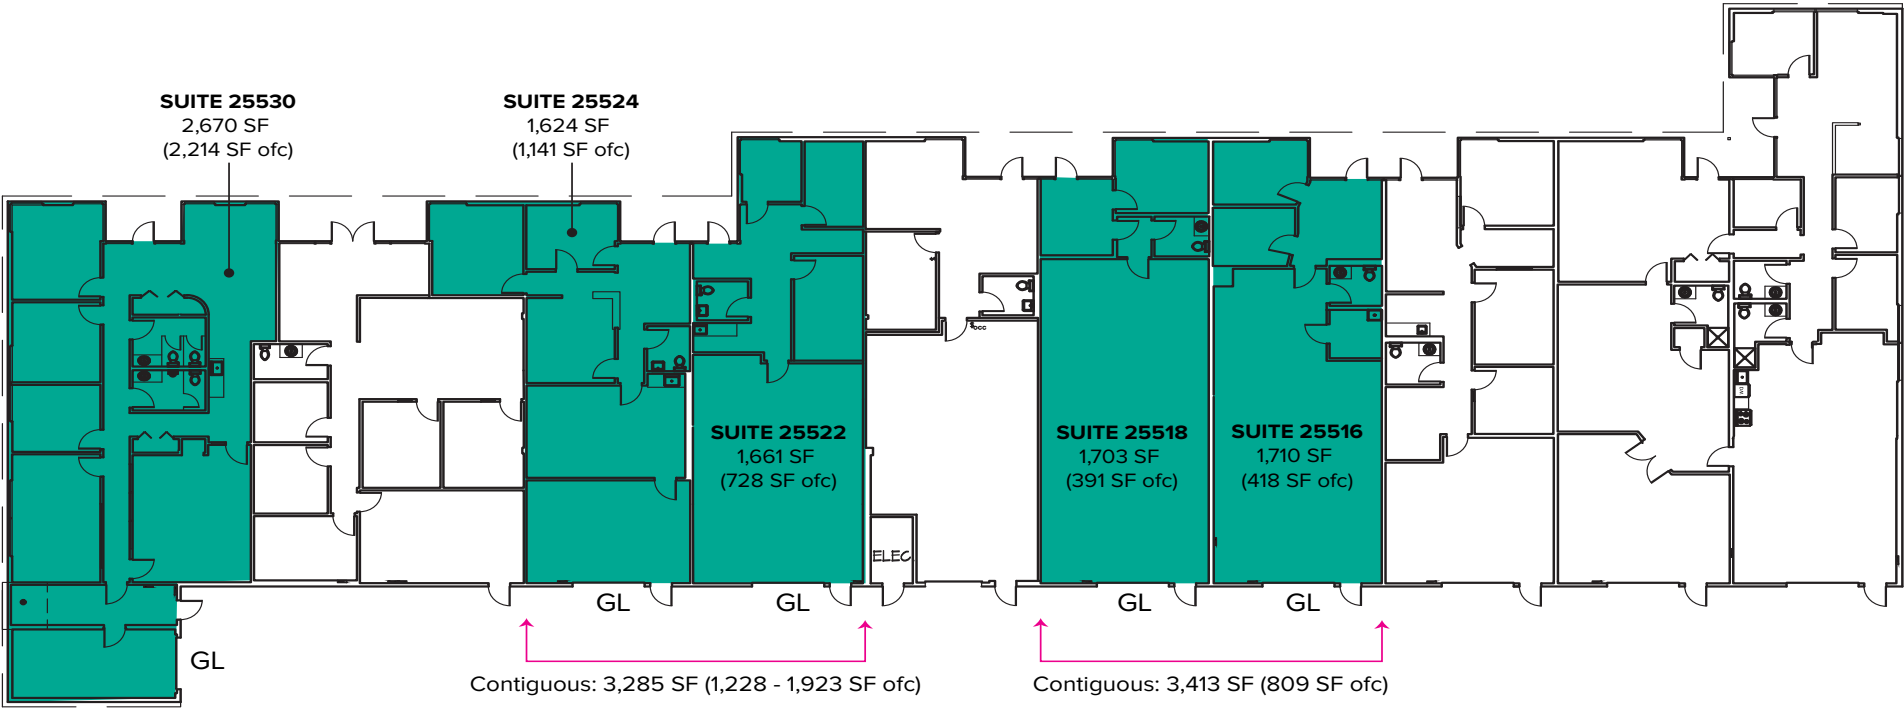 SUITE 25530
2,670 SF
(2,214 SF ofc)
SUITE 25524
1,624 SF
(1,141 SF ofc)
SUITE 25522
1,661 SF
(728 SF ofc)
SUITE 25518
1,703 SF
(391 SF ofc)
SUITE 25516
1,710 SF
(418 SF ofc)
ELEC
GL
GL
GL
GL
GL
Contiguous: 3,285 SF (1,228 - 1,923 SF ofc)
Contiguous: 3,413 SF (809 SF ofc)